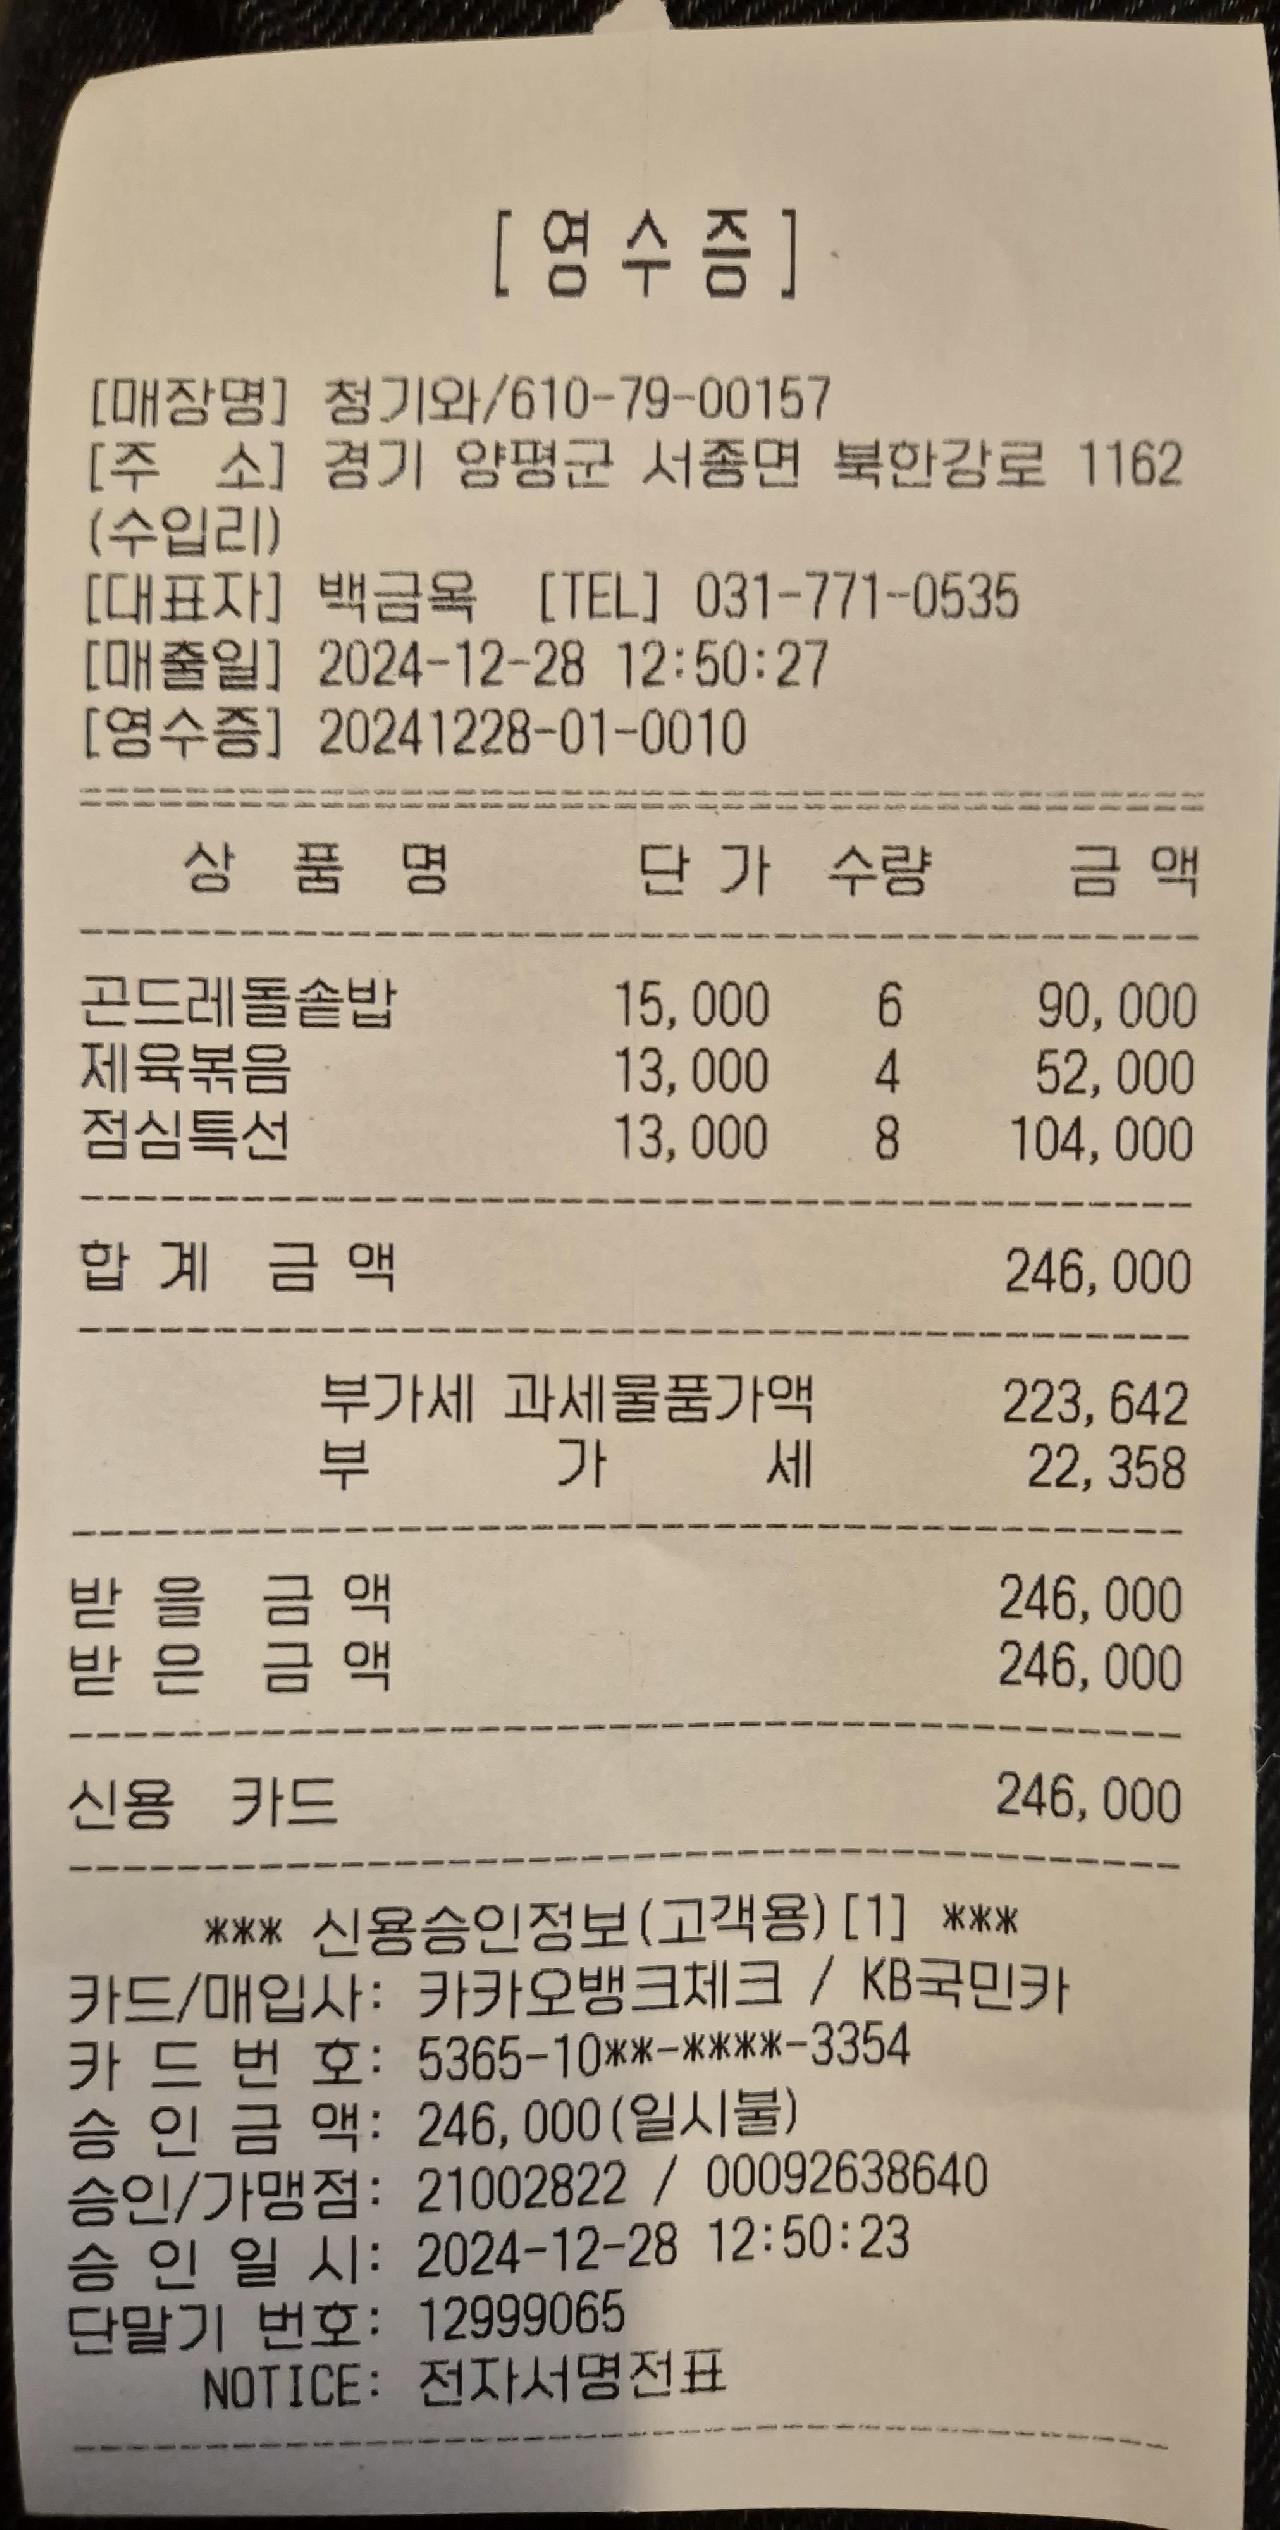 [ 영 수 증 ]
[매장명] 청기와/610-79-00157
[주 소] 경기 양평군 서종면 북한강로 1162
(수입리)
[대표자] 백금옥 [TEL] 031-771-0535
[매출일] 2024-12-28 12:50:27
[영수증] 20241228-01-0010
상 품 명 단 가 수량 금 액
곤드레돌솥밥 15,000 6 90,000
제육볶음 13,000 4 52,000
점심특선 13,000 8 104,000
합 계 금 액 246,000
부가세 과세물품가액 223,642
부 가 세 22,358
받 을 금 액 246,000
받 은 금 액 246,000
신용 카드 246,000
*** 신용승인정보(고객용)[1] ***
카드/매입사: 카카오뱅크체크 / KB국민카
카 드 번 호: 5365-10**-****-3354
승 인 금 액: 246,000(일시불)
승인/가맹점: 21002822 / 00092638640
승 인 일 시: 2024-12-28 12:50:23
단말기 번호: 12999065
NOTICE: 전자서명전표